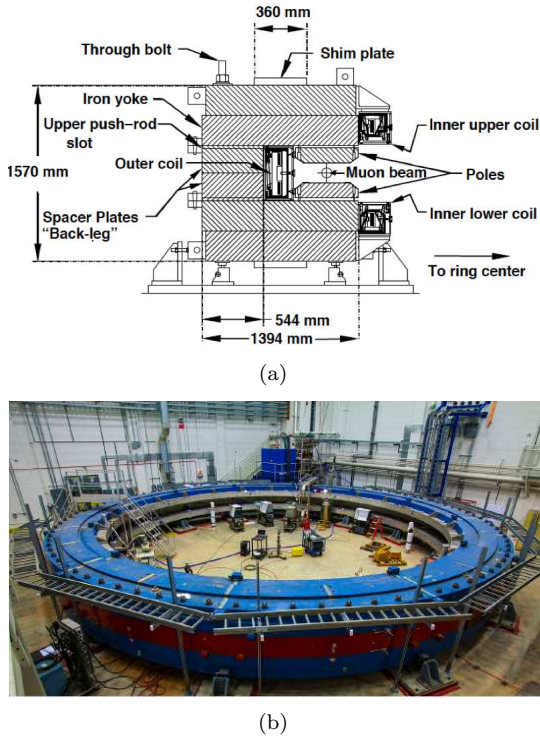 360 mm
Through bolt
Shim plate
Iron yoke
Upper push–rod
slot
Inner upper coil
Outer coil
1570 mm
Muon beam
Poles
Spacer Plates
“Back-leg”
Inner lower coil
To ring center
544 mm
1394 mm
(a)
(b)